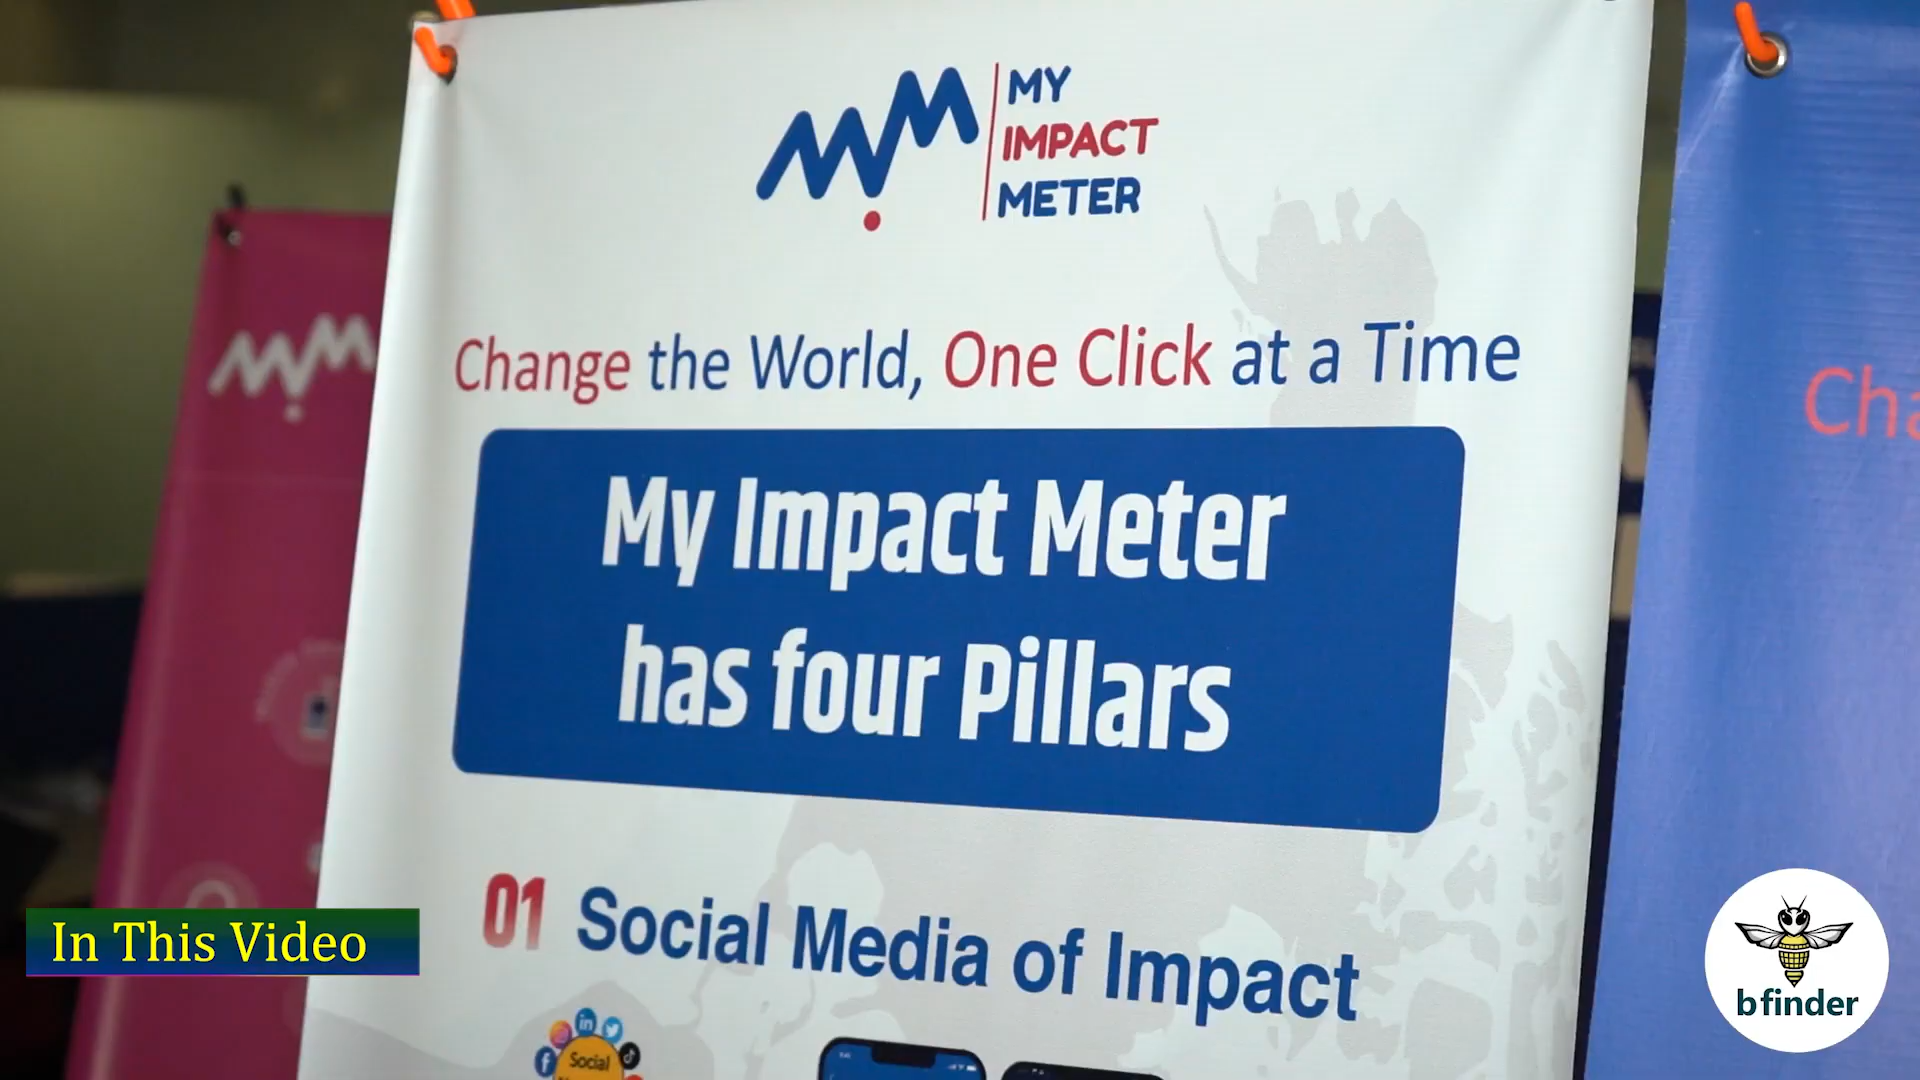 MY
IMPACT
METER
Change the World, One Click at a Time
My Impact Meter
has four Pillars
01 Social Media of Impact
Social
In This Video
bfinder